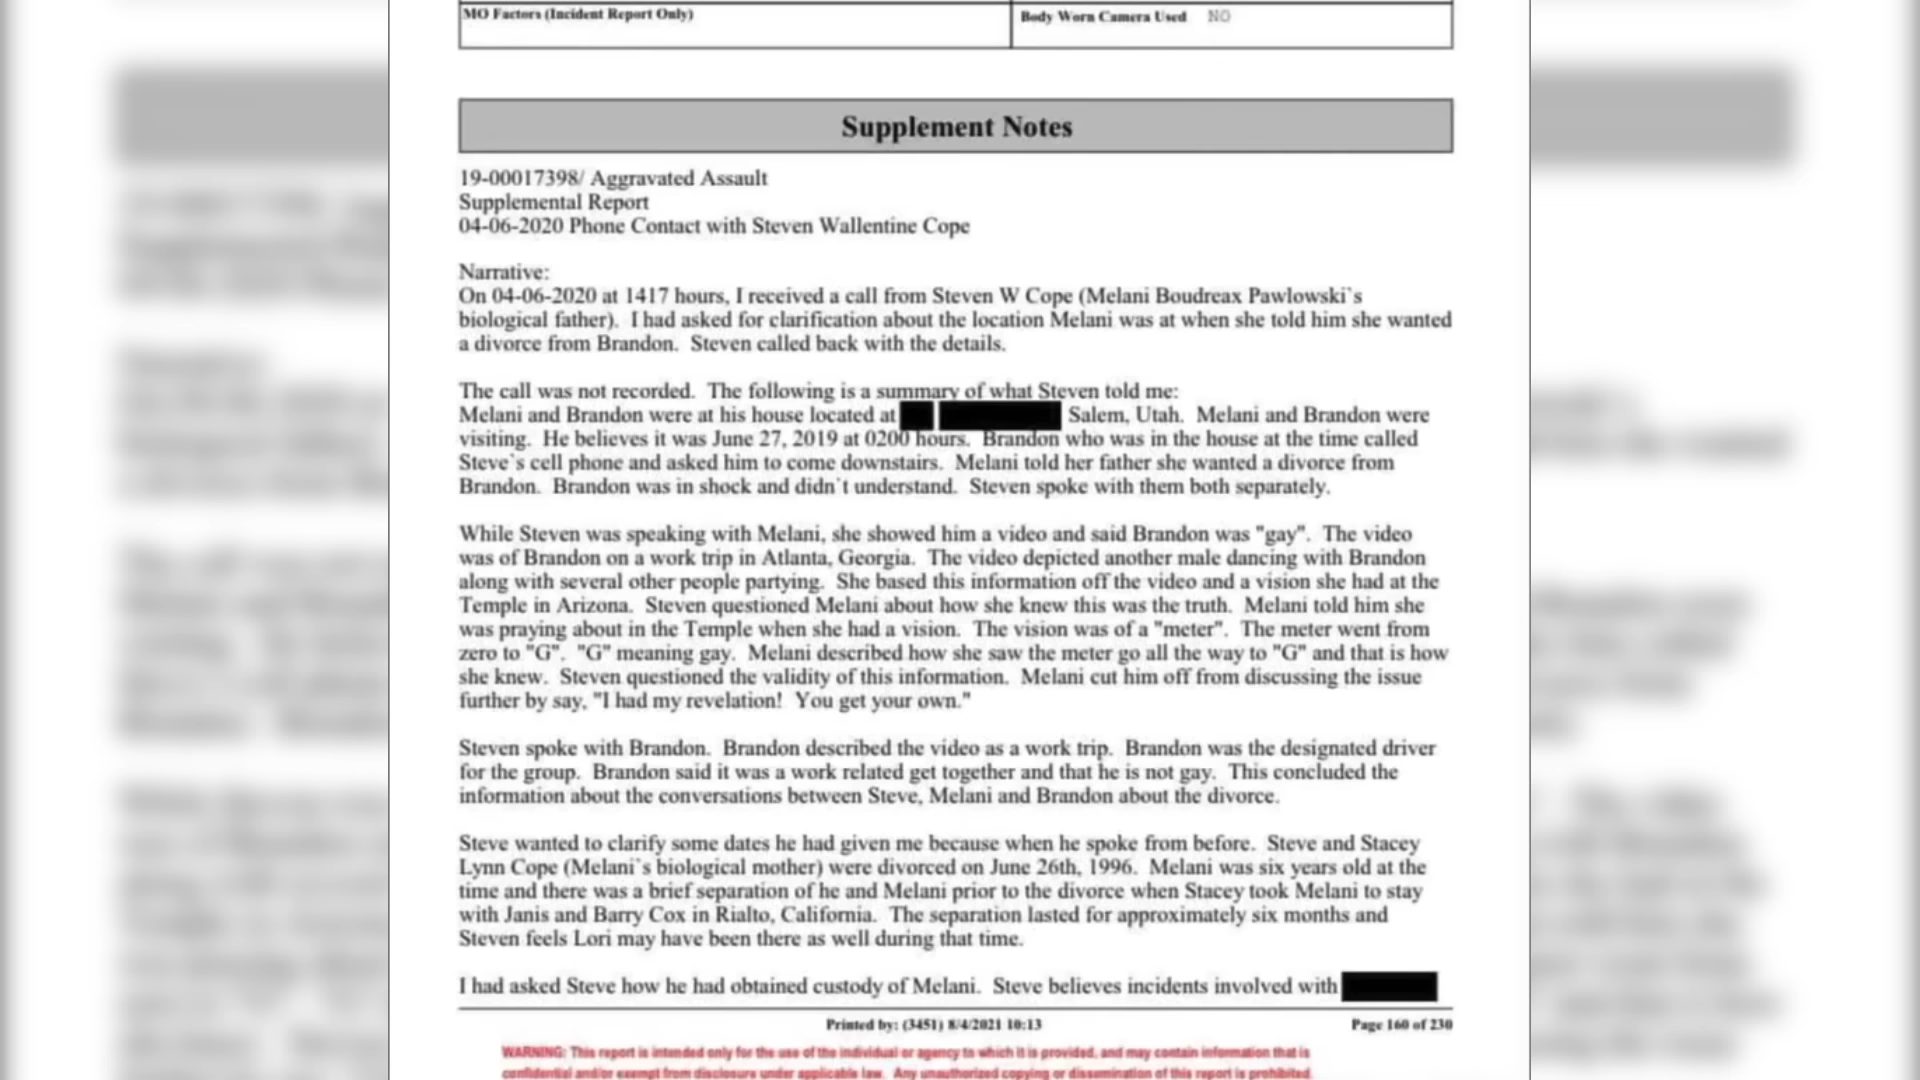 MO Factors (Incident Report Only)
Body Worn Camera Used NO
Supplement Notes
19-00017398/ Aggravated Assault
Supplemental Report
04-06-2020 Phone Contact with Steven Wallentine Cope
Narrative:
On 04-06-2020 at 1417 hours, I received a call from Steven W Cope (Melani Boudreax Pawlowski`s
biological father). I had asked for clarification about the location Melani was at when she told him she wanted
a divorce from Brandon. Steven called back with the details.
The call was not recorded. The following is a summary of what Steven told me:
Melani and Brandon were at his house located at Salem, Utah. Melani and Brandon were
visiting. He believes it was June 27, 2019 at 0200 hours. Brandon who was in the house at the time called
Steve`s cell phone and asked him to come downstairs. Melani told her father she wanted a divorce from
Brandon. Brandon was in shock and didn`t understand. Steven spoke with them both separately.
While Steven was speaking with Melani, she showed him a video and said Brandon was "gay". The video
was of Brandon on a work trip in Atlanta, Georgia. The video depicted another male dancing with Brandon
along with several other people partying. She based this information off the video and a vision she had at the
Temple in Arizona. Steven questioned Melani about how she knew this was the truth. Melani told him she
was praying about in the Temple when she had a vision. The vision was of a "meter". The meter went from
zero to "G". "G" meaning gay. Melani described how she saw the meter go all the way to "G" and that is how
she knew. Steven questioned the validity of this information. Melani cut him off from discussing the issue
further by say, "I had my revelation! You get your own."
Steven spoke with Brandon. Brandon described the video as a work trip. Brandon was the designated driver
for the group. Brandon said it was a work related get together and that he is not gay. This concluded the
information about the conversations between Steve, Melani and Brandon about the divorce.
Steve wanted to clarify some dates he had given me because when he spoke from before. Steve and Stacey
Lynn Cope (Melani`s biological mother) were divorced on June 26th, 1996. Melani was six years old at the
time and there was a brief separation of he and Melani prior to the divorce when Stacey took Melani to stay
with Janis and Barry Cox in Rialto, California. The separation lasted for approximately six months and
Steven feels Lori may have been there as well during that time.
I had asked Steve how he had obtained custody of Melani. Steve believes incidents involved with
Printed by: (3451) 8/4/2021 10:13
Page 160 of 230
WARNING: This report is intended only for the use of the individual or agency to which it is provided, and may contain information that is
confidential and/or exempt from disclosure under applicable law. Any unauthorized copying or dissemination of this report is prohibited.